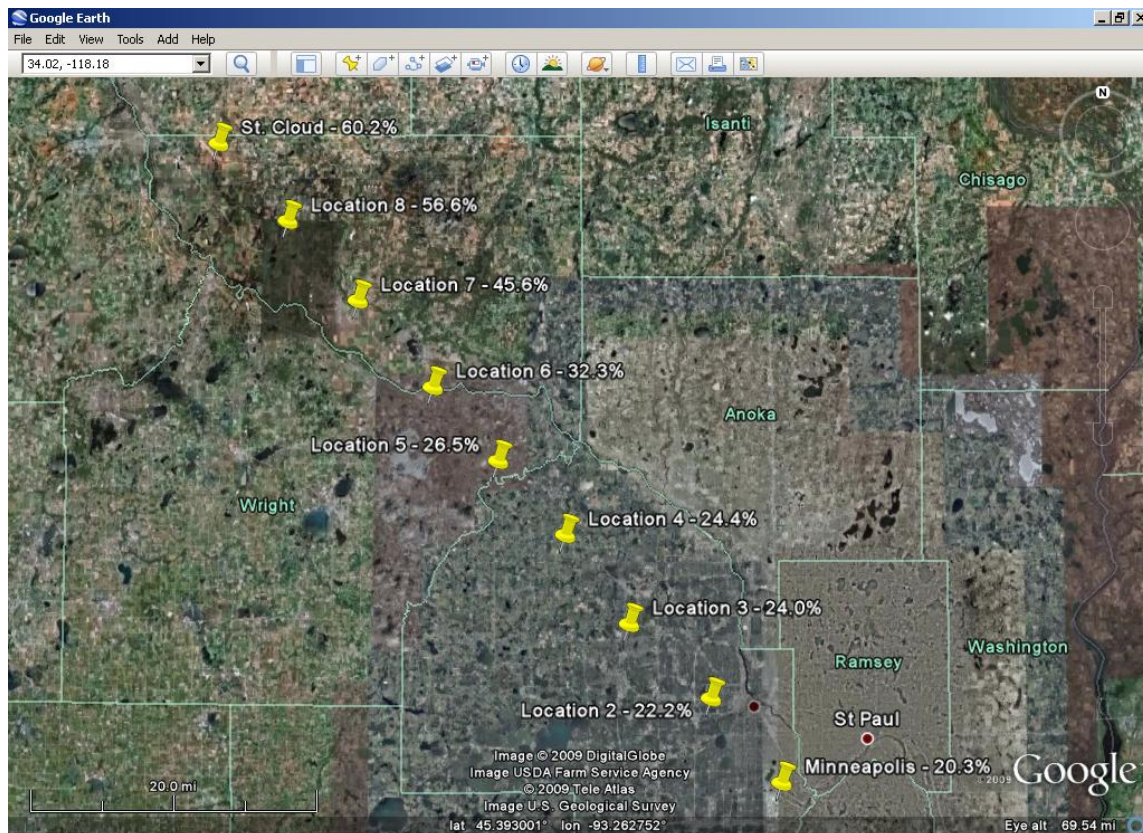 Google Earth
File Edit View Tools Add Help
34.02, -118.18
N
St. Cloud - 60.2%
Isanti
Chisago
Location 8 - 56.6%
Location 7 - 45.6%
Location 6 - 32.3%
Anoka
Location 5 - 26.5%
Wright
Location 4 - 24.4%
Location 3 - 24.0%
Washington
Ramsey
Location 2 - 22.2%
St Paul
Minneapolis - 20.3%
20.0 mi
Image © 2009 DigitalGlobe
Image USDA Farm Service Agency
© 2009 Tele Atlas
Image U.S. Geological Survey
©2009 Google
lat 45.393001° lon -93.262752°
Eye alt 69.54 mi